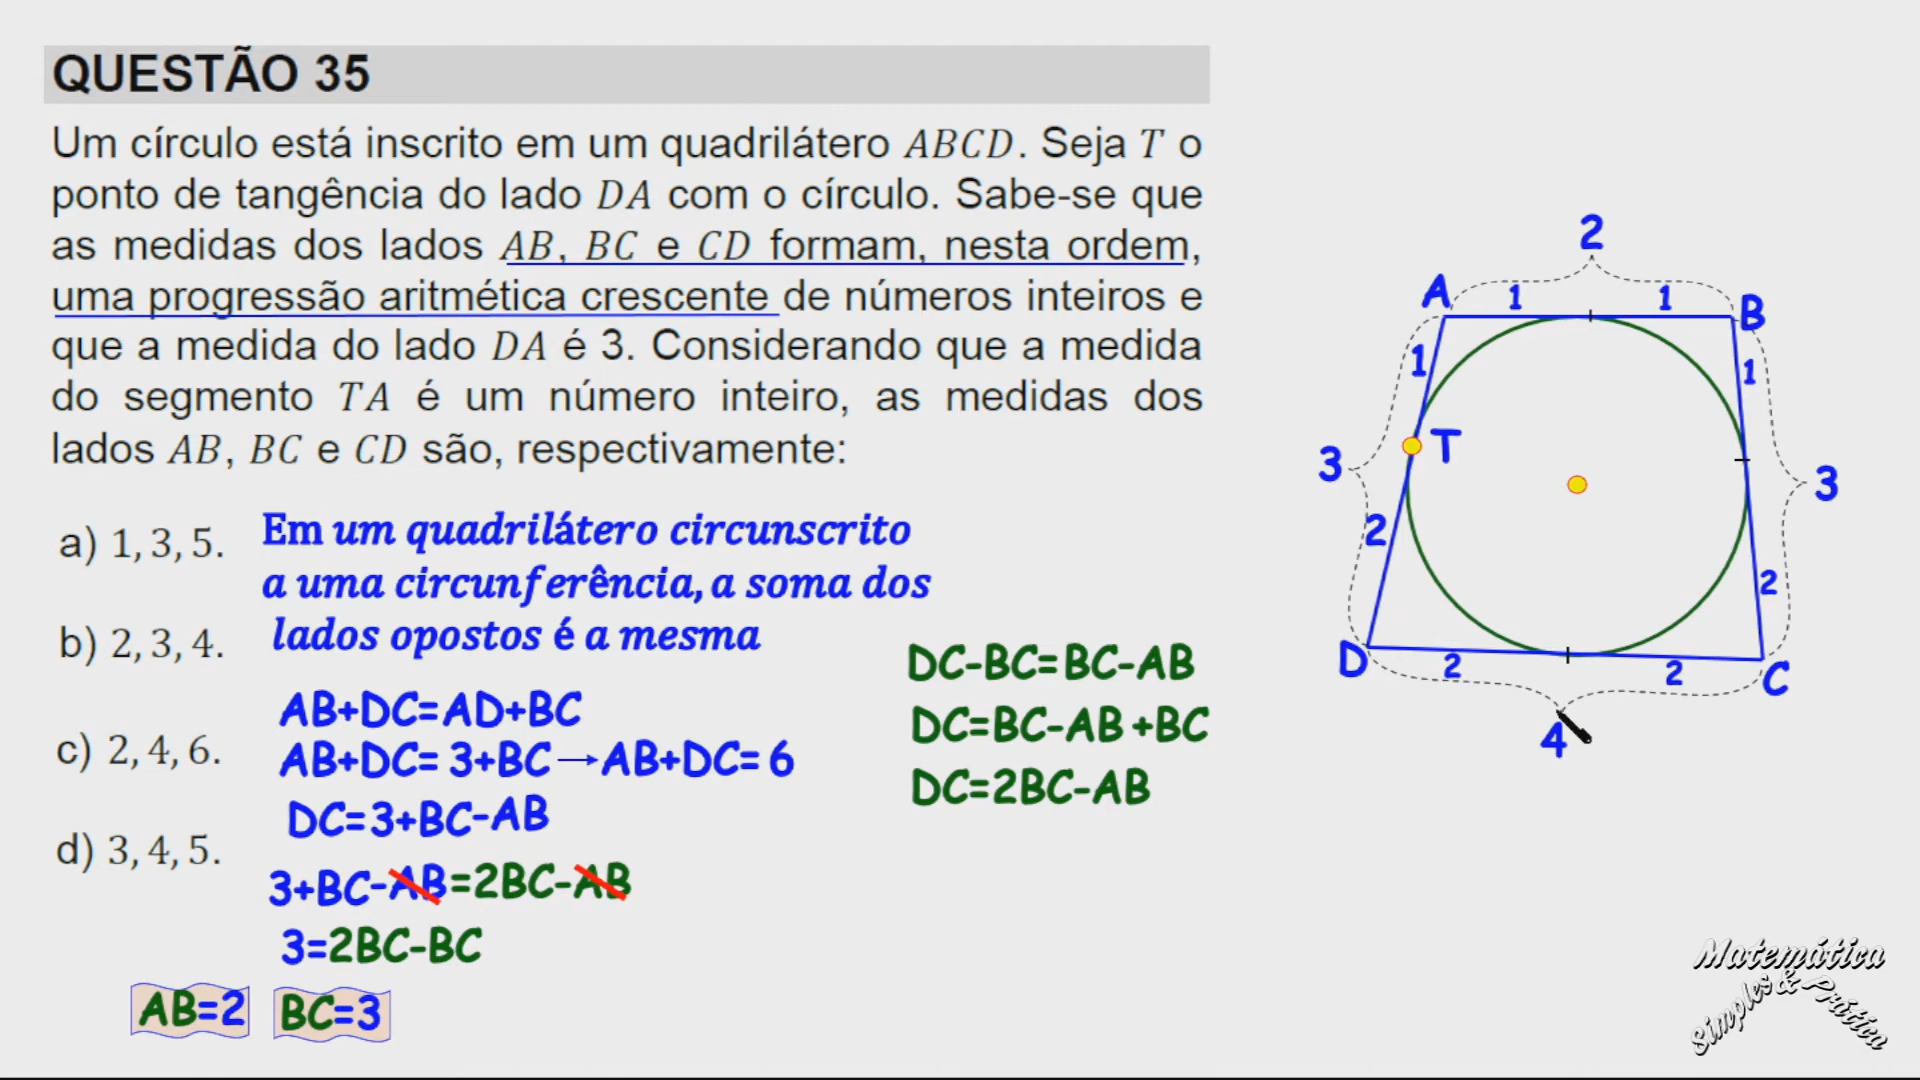 QUESTÃO 35
Um círculo está inscrito em um quadrilátero ABCD. Seja T o
ponto de tangência do lado DA com o círculo. Sabe-se que
as medidas dos lados AB, BC e CD formam, nesta ordem,
uma progressão aritmética crescente de números inteiros e
que a medida do lado DA é 3. Considerando que a medida
do segmento TA é um número inteiro, as medidas dos
lados AB, BC e CD são, respectivamente:
a) 1, 3, 5.
b) 2, 3, 4.
c) 2, 4, 6.
d) 3, 4, 5.
Em um quadrilátero circunscrito
a uma circunferência, a soma dos
lados opostos é a mesma
AB+DC=AD+BC
AB+DC= 3+BC→AB+DC= 6
DC=3+BC-AB
3+BC-AB=2BC-AB
3=2BC-BC
AB=2 BC=3
DC-BC=BC-AB
DC=BC-AB+BC
DC=2BC-AB
2
A 1 1 B
1 1
T
3 3
2 2
D 2 2 C
4
Matemática
Simples & Prática